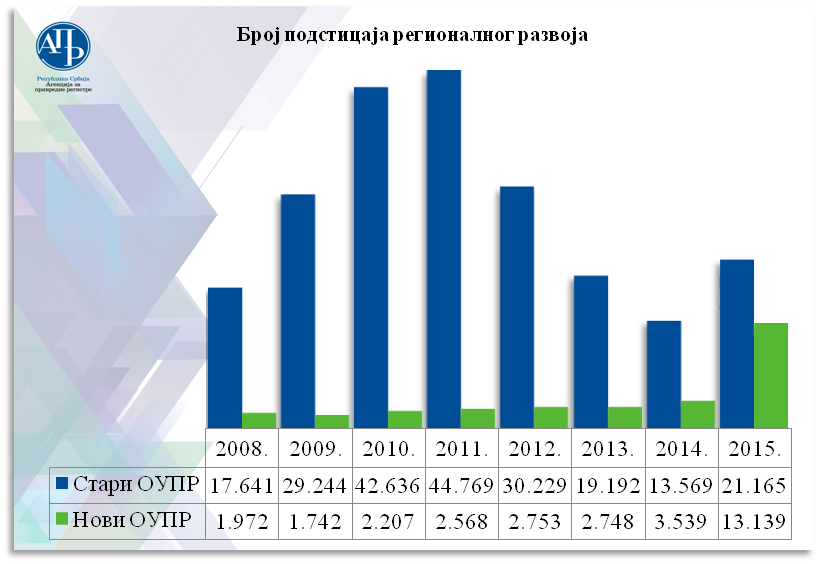 Број подстицаја регионалног развоја
АПР
Република Србија
Агенција за
привредне регистре
2008. 2009. 2010. 2011. 2012. 2013. 2014. 2015.
Стари ОУПР 17.641 29.244 42.636 44.769 30.229 19.192 13.569 21.165
Нови ОУПР 1.972 1.742 2.207 2.568 2.753 2.748 3.539 13.139